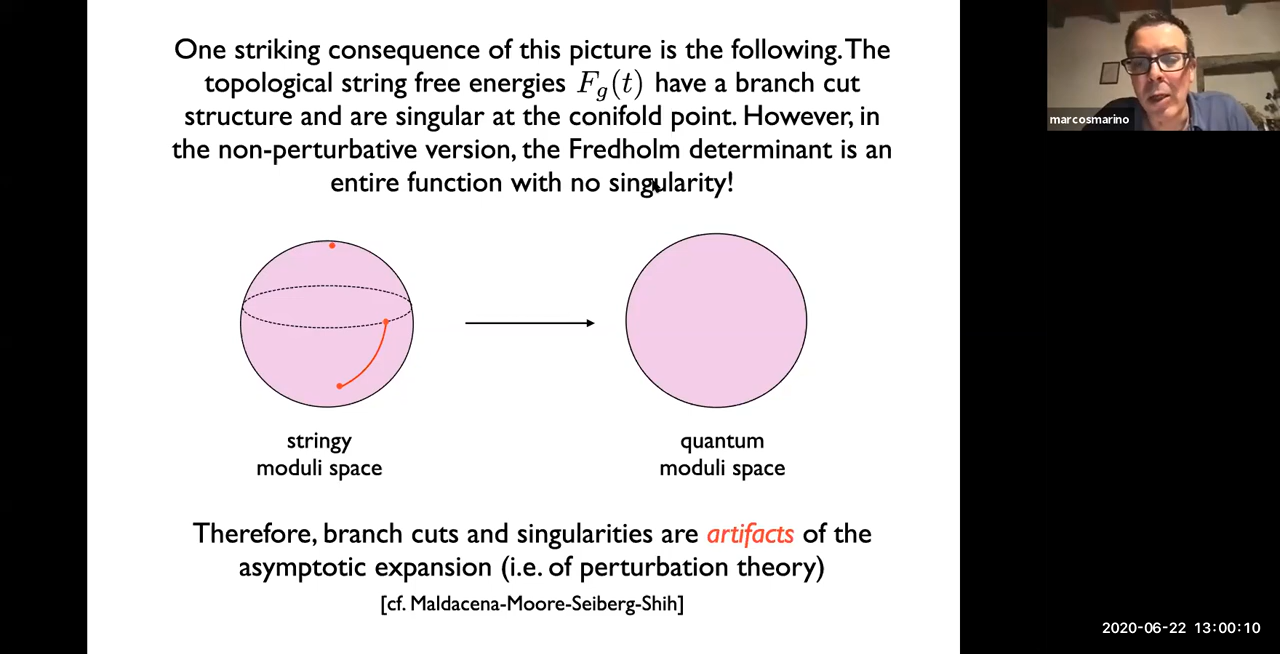 One striking consequence of this picture is the following. The
topological string free energies F_g(t) have a branch cut
structure and are singular at the conifold point. However, in
the non-perturbative version, the Fredholm determinant is an
entire function with no singularity!
marcosmarino
stringy
moduli space
quantum
moduli space
Therefore, branch cuts and singularities are artifacts of the
asymptotic expansion (i.e. of perturbation theory)
[cf. Maldacena-Moore-Seiberg-Shih]
2020-06-22 13:00:10